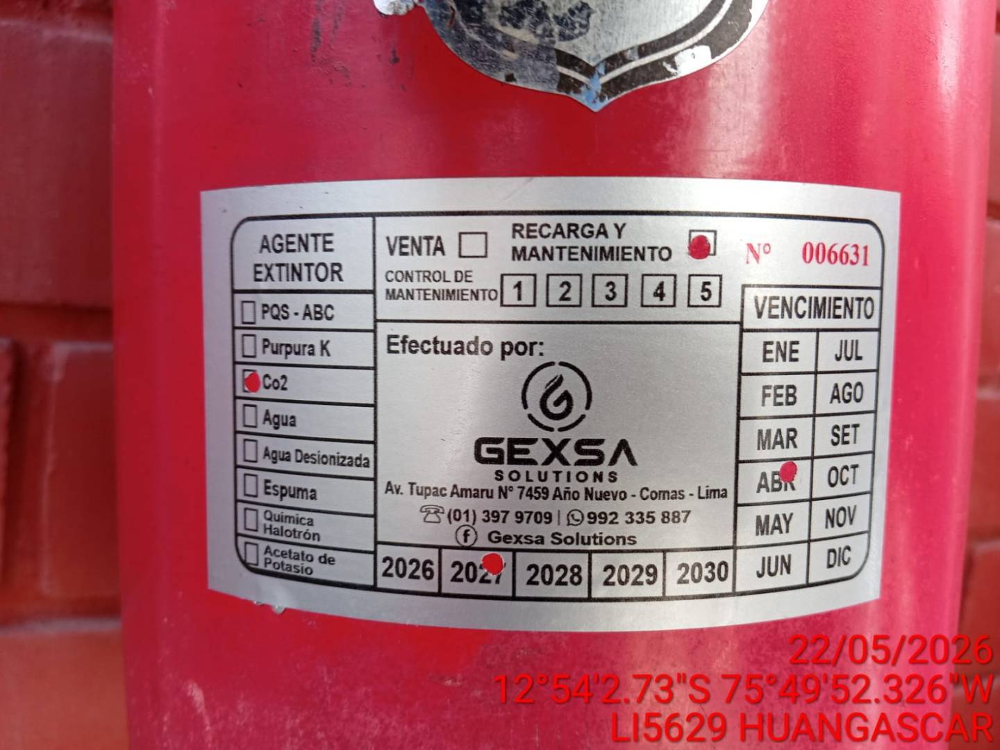 AGENTE
EXTINTOR
PQS - ABC
Purpura K
Co2
Agua
Agua Desionizada
Espuma
Química
Halotrón
Acetato de
Potasio
VENTA
RECARGA Y
MANTENIMIENTO
CONTROL DE
MANTENIMIENTO 1 2 3 4 5
Nº 006631
Efectuado por:
GEXSA
SOLUTIONS
Av. Tupac Amaru N° 7459 Año Nuevo - Comas - Lima
(01) 397 9709 | 992 335 887
f Gexsa Solutions
2026 2027 2028 2029 2030
VENCIMIENTO
ENE JUL
FEB AGO
MAR SET
ABR OCT
MAY NOV
JUN DIC
22/05/2026
12°54'2.73"S 75°49'52.326"W
LI5629 HUANGASCAR